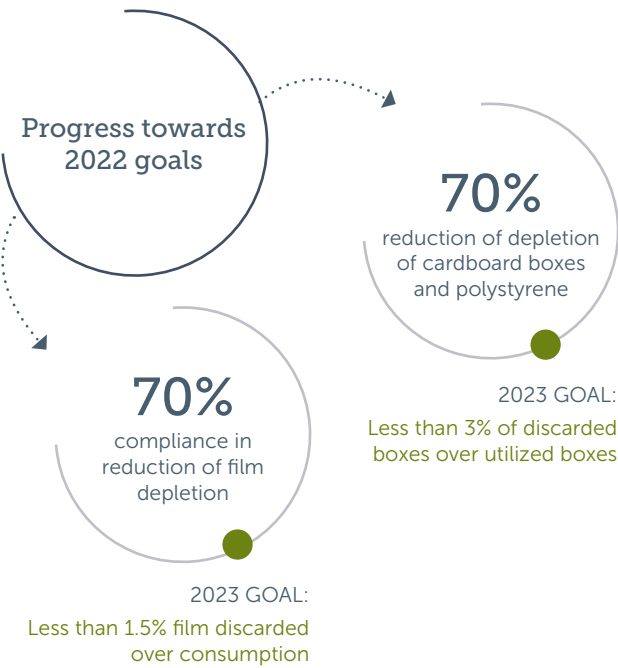 Progress towards
2022 goals
70%
reduction of depletion
of cardboard boxes
and polystyrene
2023 GOAL:
Less than 3% of discarded
boxes over utilized boxes
70%
compliance in
reduction of film
depletion
2023 GOAL:
Less than 1.5% film discarded
over consumption